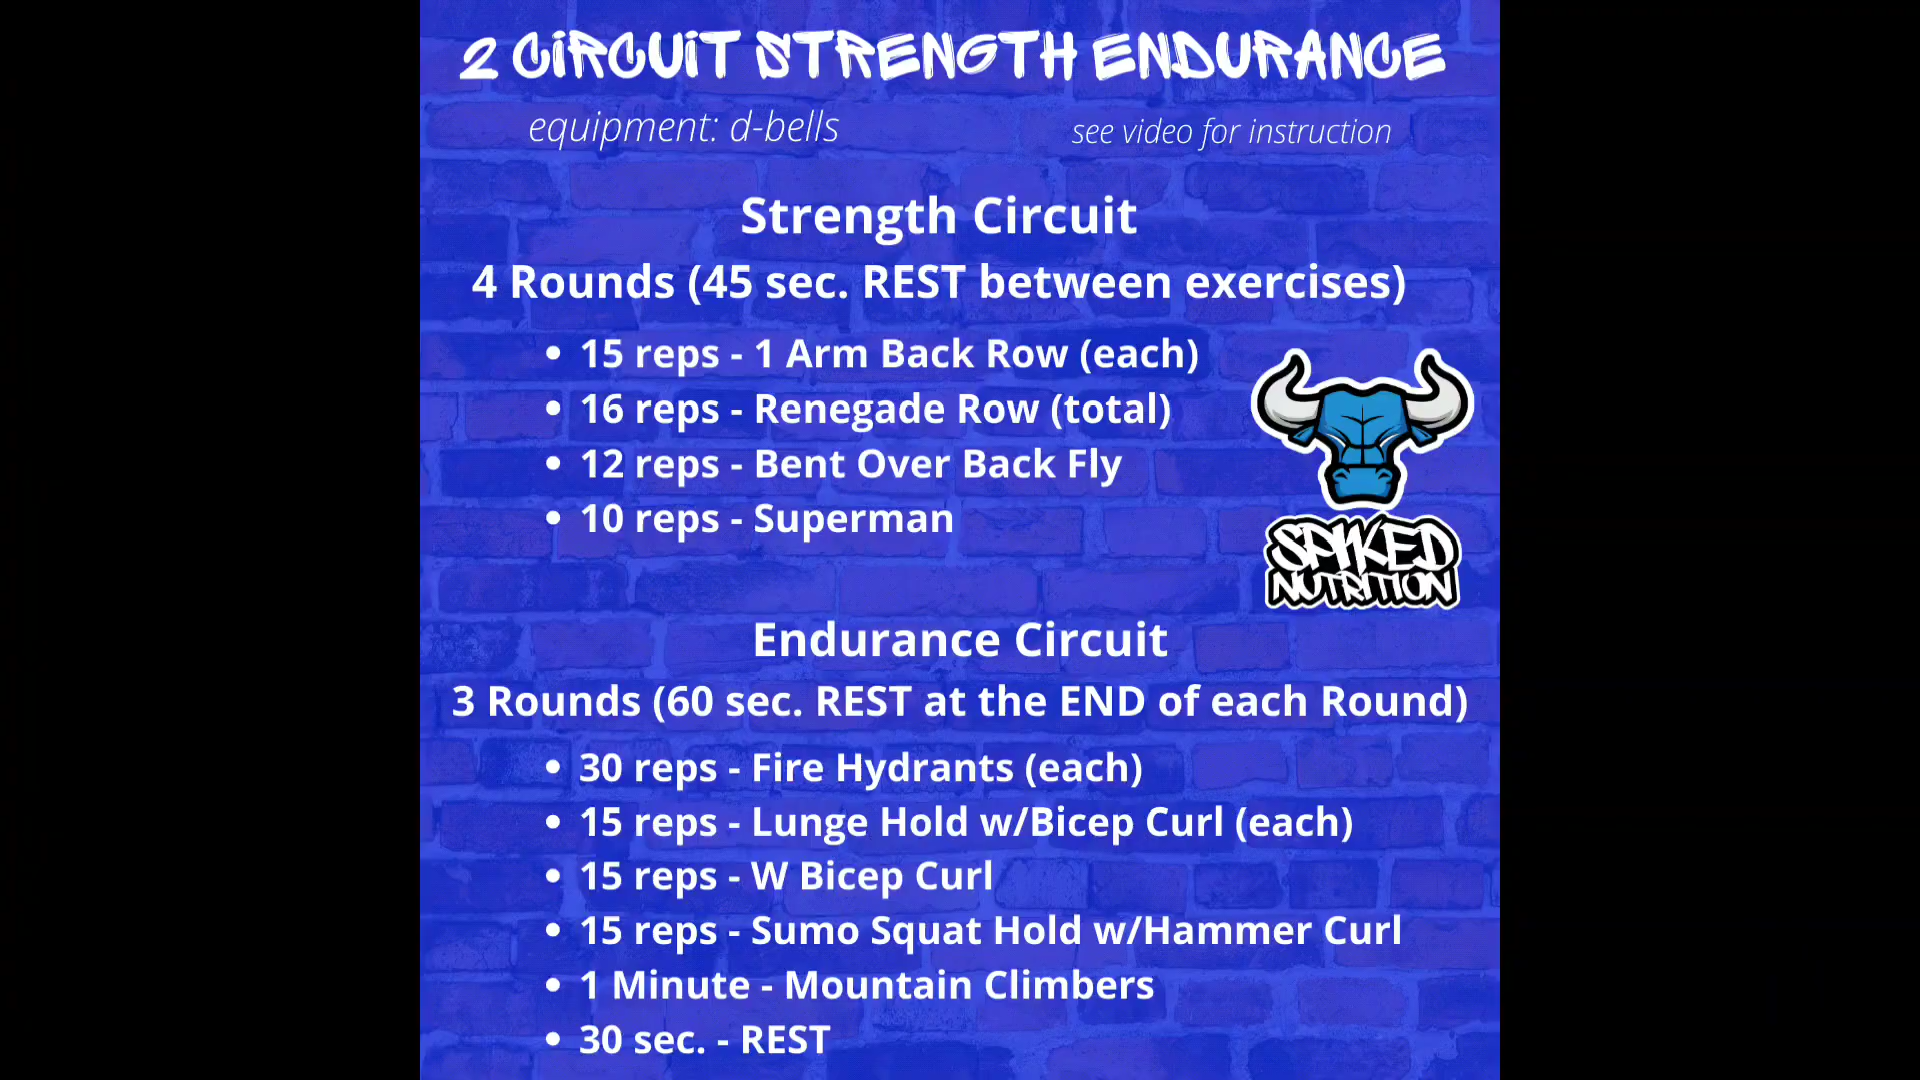 2 CiRCUiT STRENGTH ENDURANCE
equipment: d-bells
see video for instruction
Strength Circuit
4 Rounds (45 sec. REST between exercises)
• 15 reps - 1 Arm Back Row (each)
• 16 reps - Renegade Row (total)
• 12 reps - Bent Over Back Fly
• 10 reps - Superman
SPIKED
NUTRITION
Endurance Circuit
3 Rounds (60 sec. REST at the END of each Round)
• 30 reps - Fire Hydrants (each)
• 15 reps - Lunge Hold w/Bicep Curl (each)
• 15 reps - W Bicep Curl
• 15 reps - Sumo Squat Hold w/Hammer Curl
• 1 Minute - Mountain Climbers
• 30 sec. - REST